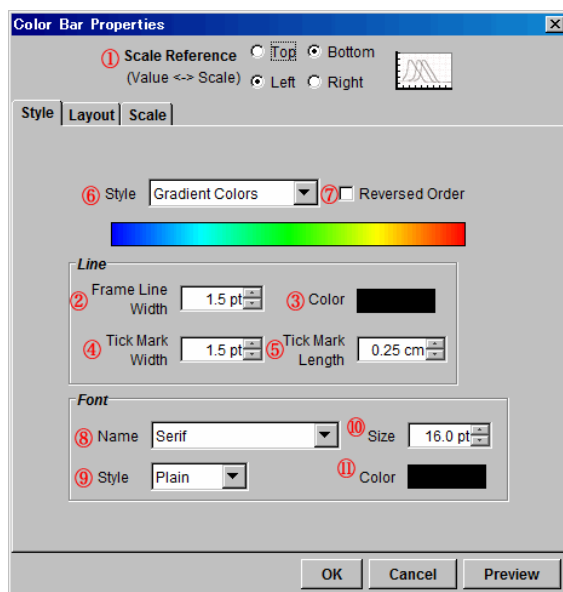 Color Bar Properties
① Scale Reference Top Bottom
(Value <-> Scale) Left Right
Style Layout Scale
⑥ Style Gradient Colors ⑦ Reversed Order
Line
② Frame Line Width 1.5 pt ③ Color
④ Tick Mark Width 1.5 pt ⑤ Tick Mark Length 0.25 cm
Font
⑧ Name Serif ⑩ Size 16.0 pt
⑨ Style Plain ⑪ Color
OK Cancel Preview